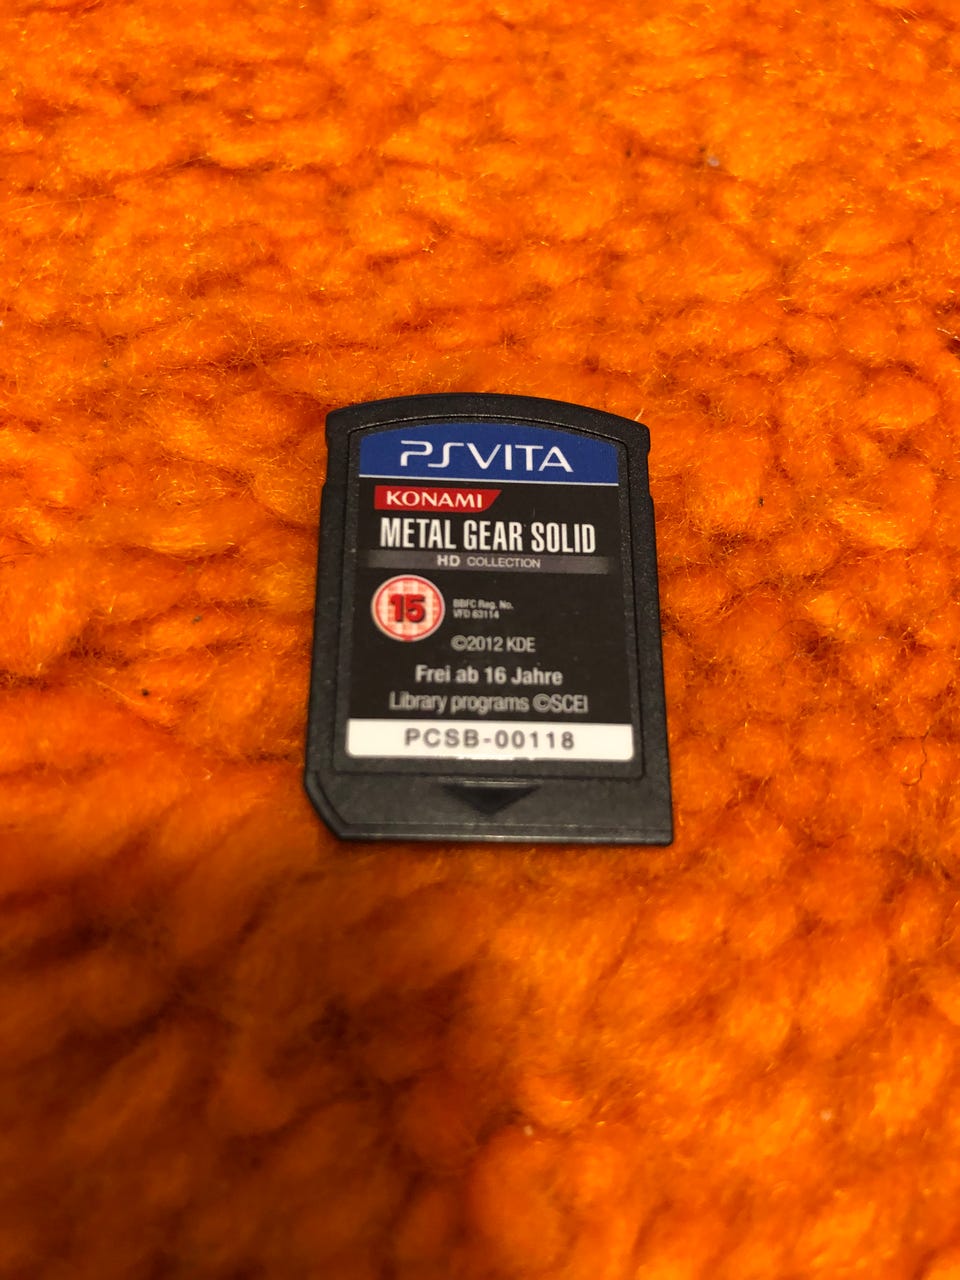 PSVITA
KONAMI
METAL GEAR SOLID
HD COLLECTION
15
BBFC Reg. No.
VFD 63114
©2012 KDE
Frei ab 16 Jahre
Library programs ©SCEI
PCSB-00118